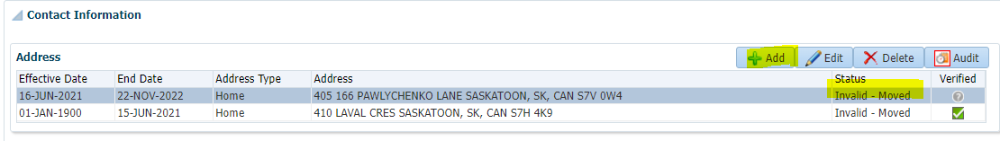 Contact Information
Address
Add Edit Delete Audit
Effective Date End Date Address Type Address Status Verified
16-JUN-2021 22-NOV-2022 Home 405 166 PAWLYCHENKO LANE SASKATOON, SK, CAN S7V 0W4 Invalid - Moved
01-JAN-1900 15-JUN-2021 Home 410 LAVAL CRES SASKATOON, SK, CAN S7H 4K9 Invalid - Moved